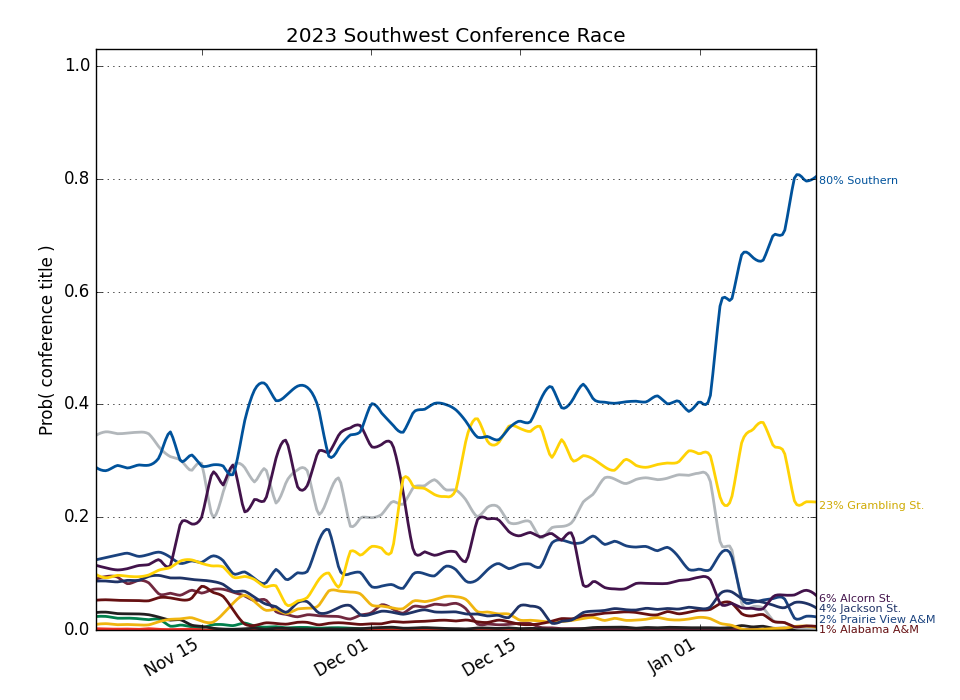 2023 Southwest Conference Race
Prob( conference title )
1.0
0.8
0.6
0.4
0.2
0.0
80% Southern
23% Grambling St.
6% Alcorn St.
4% Jackson St.
2% Prairie View A&M
1% Alabama A&M
Nov 15
Dec 01
Dec 15
Jan 01